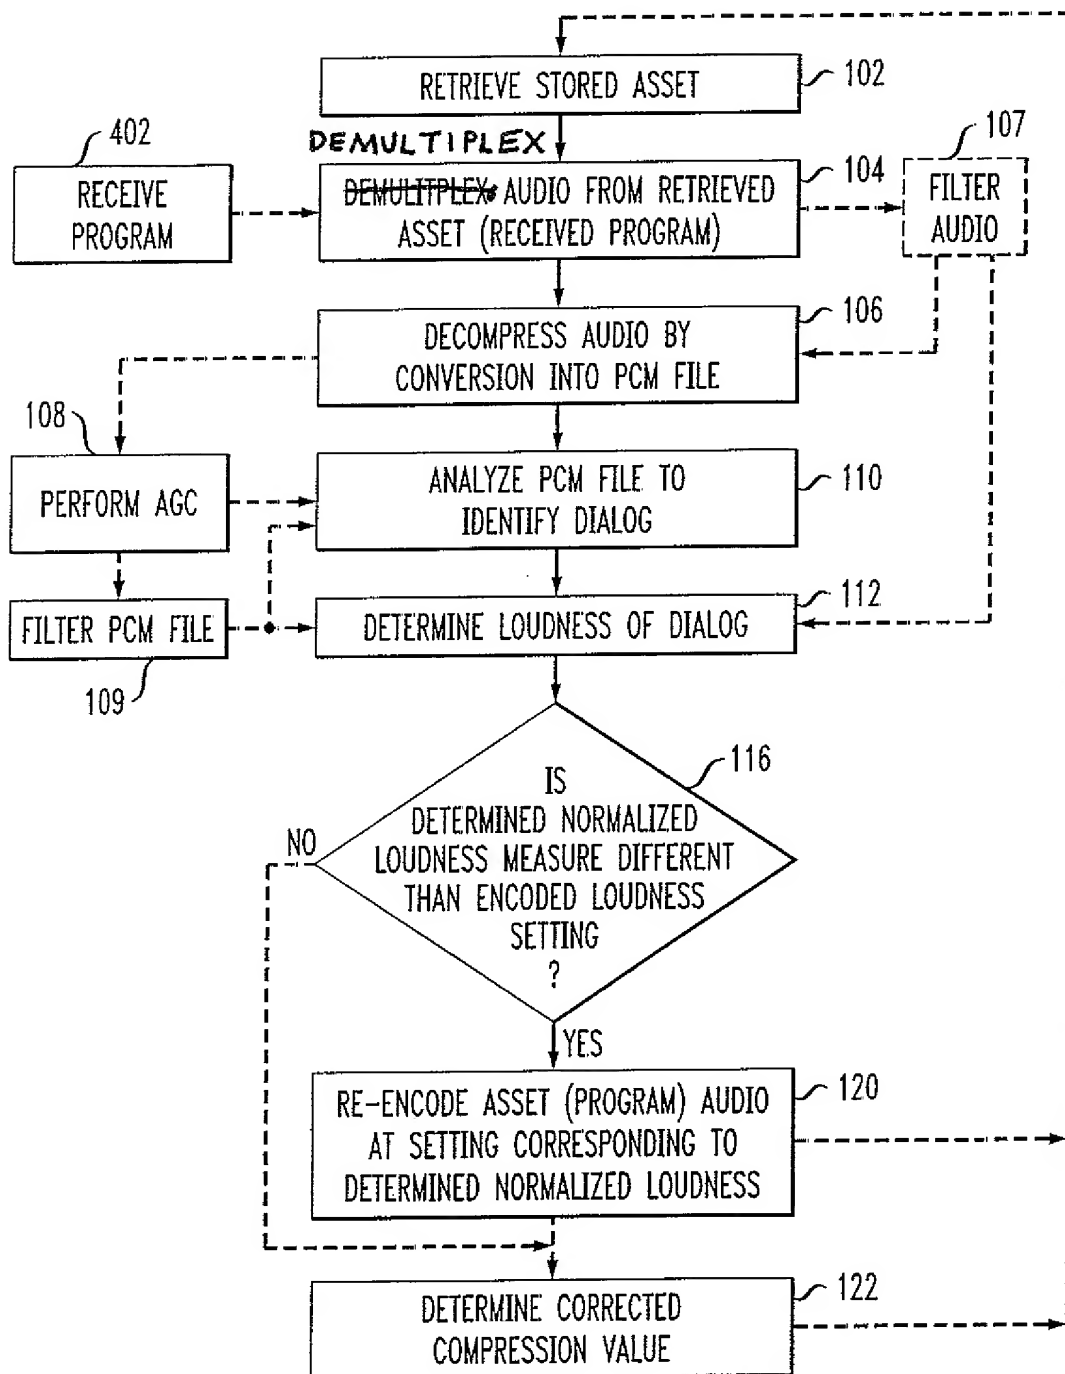 RETRIEVE STORED ASSET
102
DEMULTIPLEX
402
107
RECEIVE
PROGRAM
DEMULITPLEX AUDIO FROM RETRIEVED
ASSET (RECEIVED PROGRAM)
104
FILTER
AUDIO
DECOMPRESS AUDIO BY
CONVERSION INTO PCM FILE
106
108
PERFORM AGC
ANALYZE PCM FILE TO
IDENTIFY DIALOG
110
FILTER PCM FILE
109
DETERMINE LOUDNESS OF DIALOG
112
IS
DETERMINED NORMALIZED
LOUDNESS MEASURE DIFFERENT
THAN ENCODED LOUDNESS
SETTING
?
116
NO
YES
RE-ENCODE ASSET (PROGRAM) AUDIO
AT SETTING CORRESPONDING TO
DETERMINED NORMALIZED LOUDNESS
120
DETERMINE CORRECTED
COMPRESSION VALUE
122